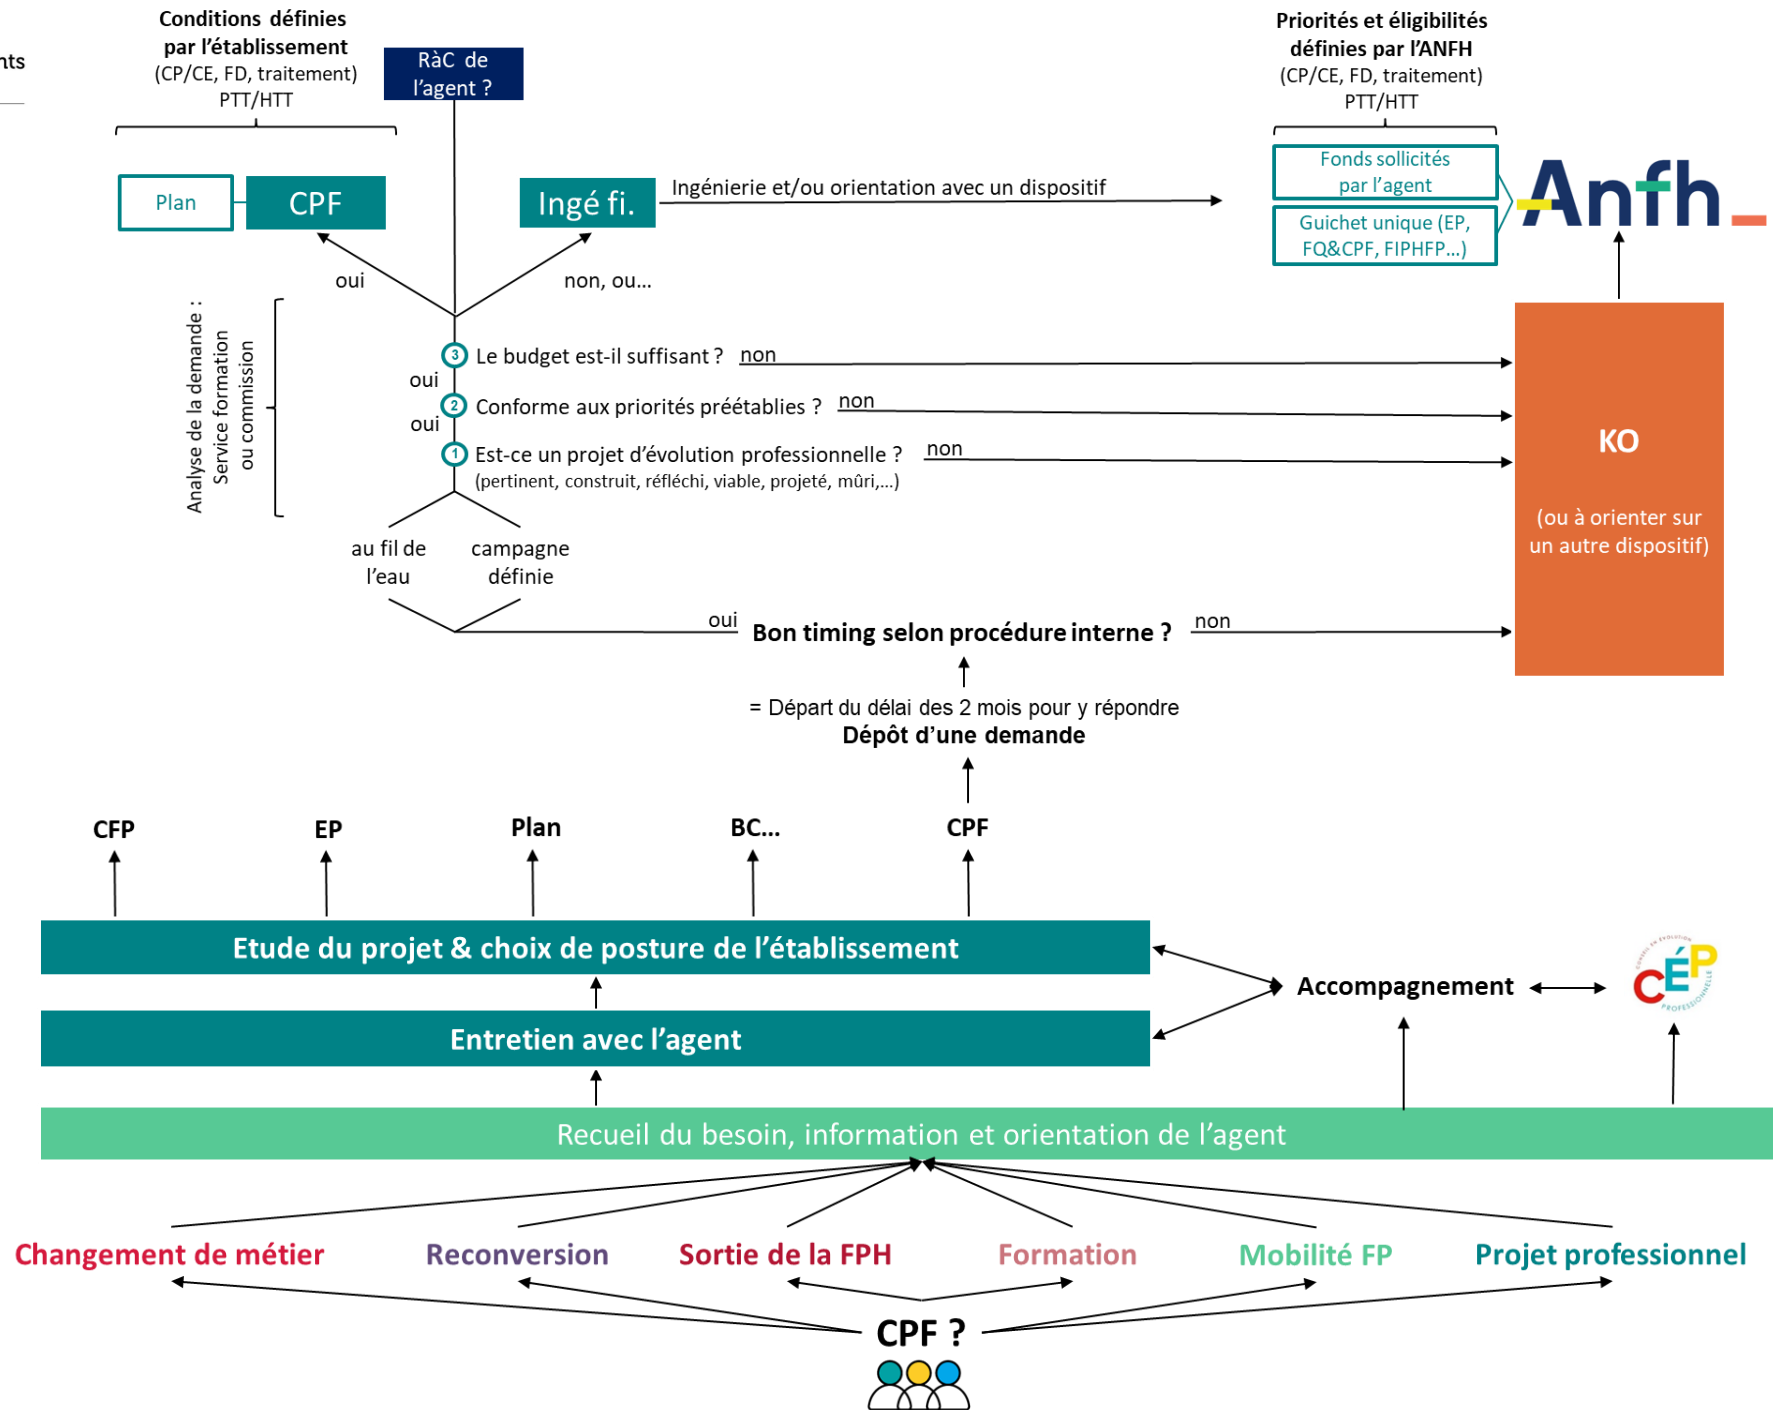 nts
Conditions définies
par l’établissement
(CP/CE, FD, traitement)
PTT/HTT
RàC de
l’agent ?
Priorités et éligibilités
définies par l’ANFH
(CP/CE, FD, traitement)
PTT/HTT
Plan
CPF
Ingé fi.
Ingénierie et/ou orientation avec un dispositif
Fonds sollicités
par l’agent
Guichet unique (EP,
FQ&CPF, FIPHFP…)
Anfh_
oui
non, ou…
Analyse de la demande :
Service formation
ou commission
3 Le budget est-il suffisant ? non
oui
2 Conforme aux priorités préétablies ? non
oui
1 Est-ce un projet d’évolution professionnelle ? non
(pertinent, construit, réfléchi, viable, projeté, mûri,…)
KO
(ou à orienter sur
un autre dispositif)
au fil de
l’eau
campagne
définie
oui Bon timing selon procédure interne ? non
= Départ du délai des 2 mois pour y répondre
Dépôt d’une demande
CFP
EP
Plan
BC…
CPF
Etude du projet & choix de posture de l’établissement
Entretien avec l’agent
Accompagnement
CONSEIL EN ÉVOLUTION
CÉP
PROFESSIONNELLE
Recueil du besoin, information et orientation de l’agent
Changement de métier
Reconversion
Sortie de la FPH
Formation
Mobilité FP
Projet professionnel
CPF ?